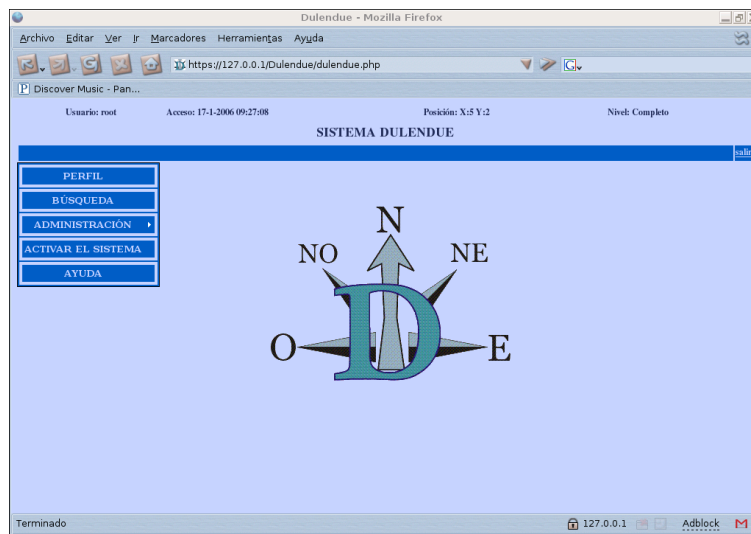 Dulendue - Mozilla Firefox
Archivo Editar Ver Ir Marcadores Herramientas Ayuda
https://127.0.0.1/Dulendue/dulendue.php
G
P Discover Music - Pan...
Usuario: root Acceso: 17-1-2006 09:27:08 Posición: X:5 Y:2 Nivel: Completo
SISTEMA DULENDUE
salir
PERFIL
BÚSQUEDA
ADMINISTRACIÓN
ACTIVAR EL SISTEMA
AYUDA
N
NO NE
D
O E
Terminado 127.0.0.1 Adblock M